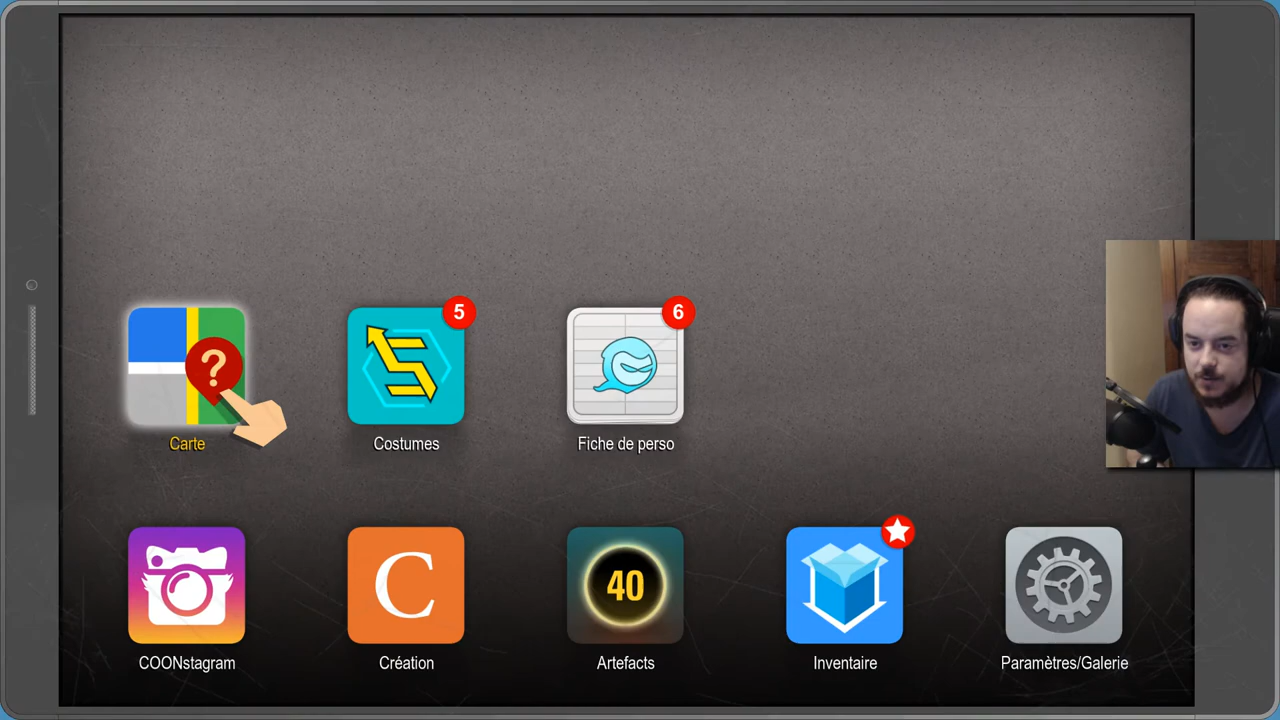 5
6
?
Carte
Costumes
Fiche de perso
C
40
COONstagram
Création
Artefacts
Inventaire
Paramètres/Galerie